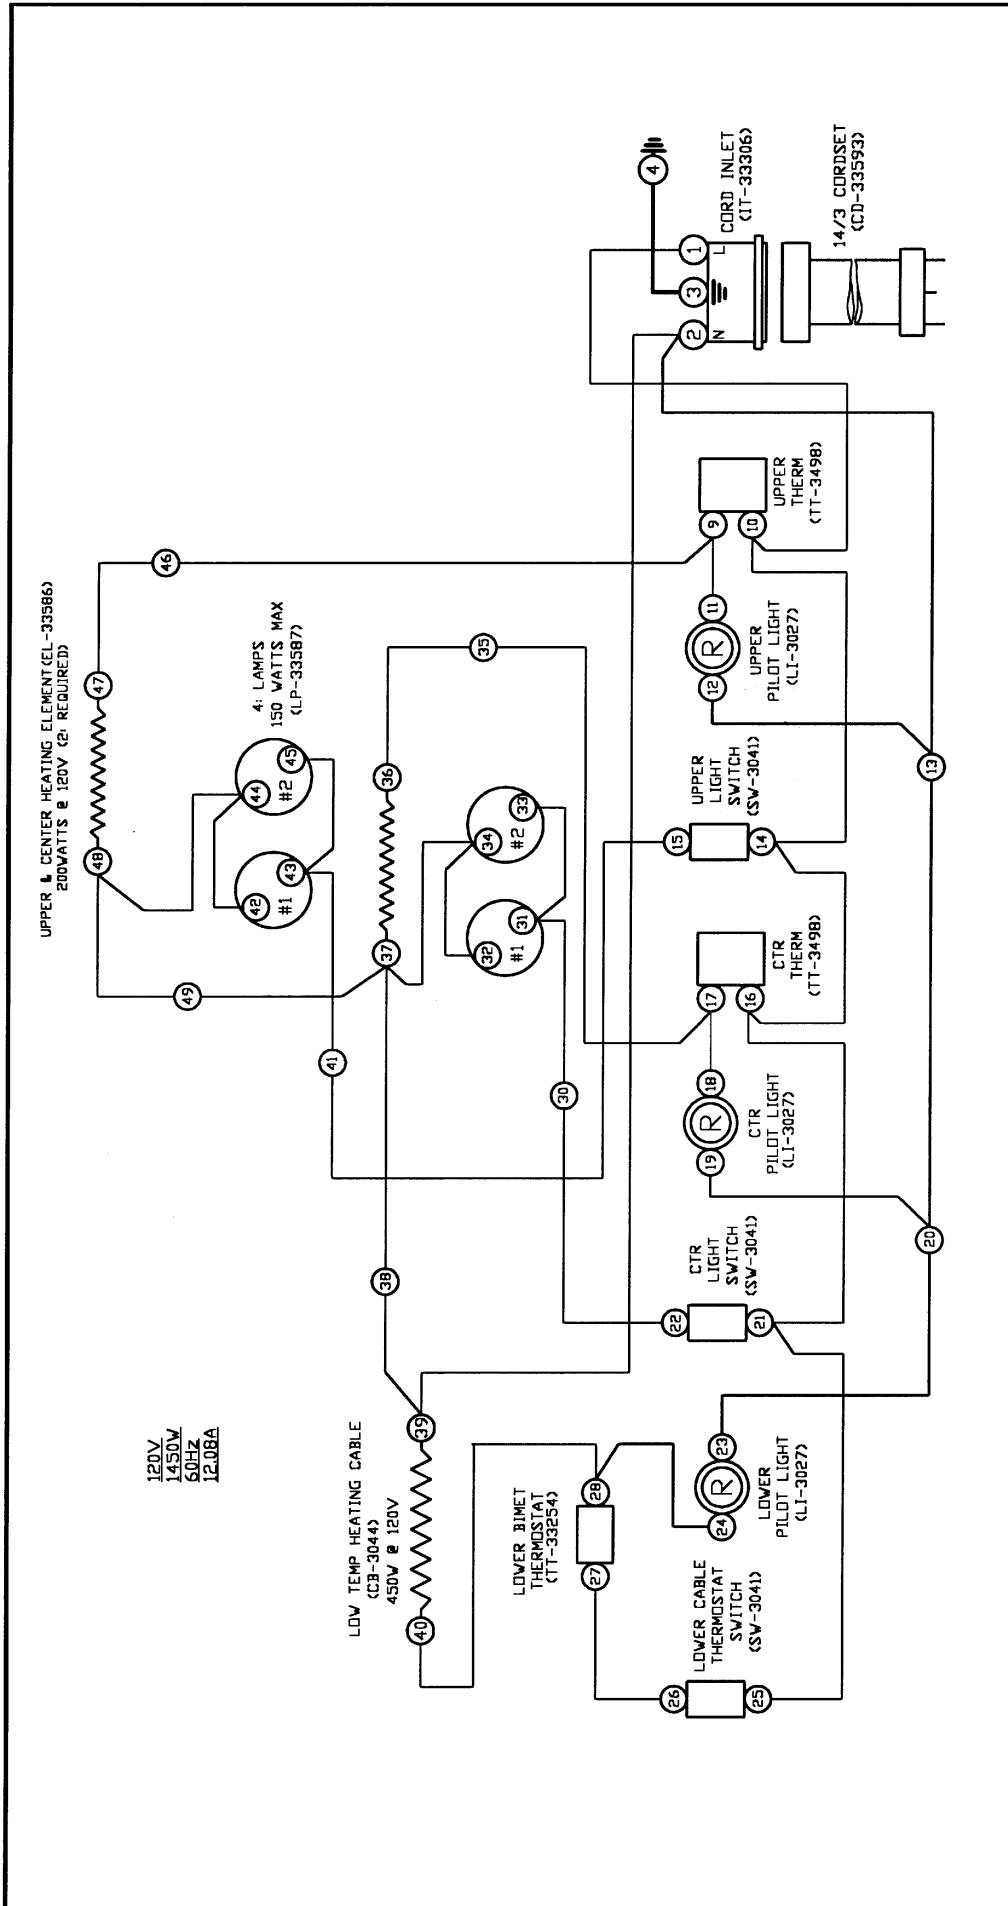 UPPER & CENTER HEATING ELEMENT(EL-33586)
200WATTS @ 120V (2: REQUIRED)
48
47
46
49
4: LAMPS
150 WATTS MAX
(LP-33587)
42
43
#1
44
45
#2
41
37
36
35
38
32
31
#1
34
33
#2
30
120V
1450W
60Hz
12.08A
LOW TEMP HEATING CABLE
(CB-3044)
450W @ 120V
40
39
LOWER BIMET
THERMOSTAT
(TT-33254)
27
28
26
25
LOWER CABLE
THERMOSTAT
SWITCH
(SW-3041)
24
R
23
LOWER
PILOT LIGHT
(LI-3027)
22
21
CTR
LIGHT
SWITCH
(SW-3041)
19
R
18
CTR
PILOT LIGHT
(LI-3027)
17
16
CTR
THERM
(TT-3498)
15
14
UPPER
LIGHT
SWITCH
(SW-3041)
12
R
11
UPPER
PILOT LIGHT
(LI-3027)
9
10
UPPER
THERM
(TT-3498)
20
13
2
3
1
4
N
L
CORD INLET
(IT-33306)
14/3 CORDSET
(CD-33593)